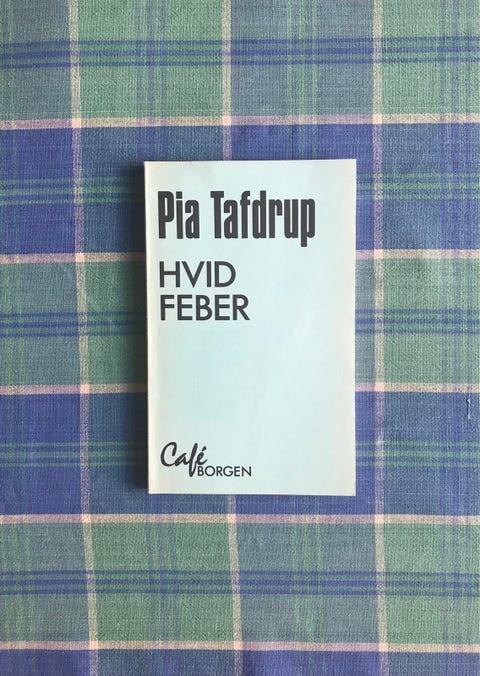 Pia Tafdrup
HVID
FEBER
Café
BORGEN